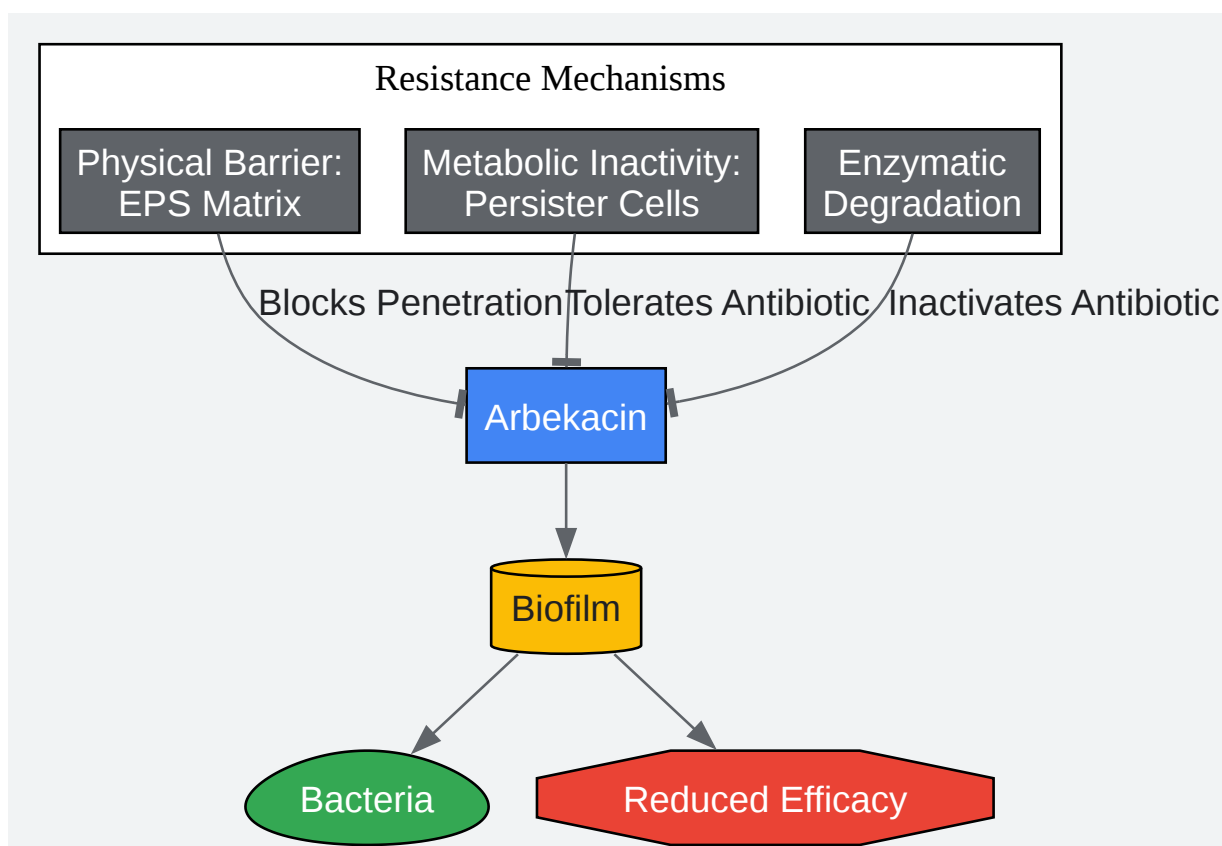 Resistance Mechanisms
Physical Barrier:
EPS Matrix
Metabolic Inactivity:
Persister Cells
Enzymatic
Degradation
Blocks Penetration
Tolerates Antibiotic
Inactivates Antibiotic
Arbekacin
Biofilm
Bacteria
Reduced Efficacy